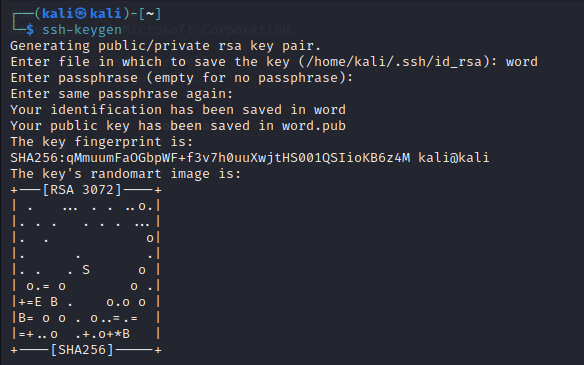 ┌──(kali㉿kali)-[~]
Microsoft Corporation.
└─$ ssh-keygen
Generating public/private rsa key pair.
Enter file in which to save the key (/home/kali/.ssh/id_rsa): word
Enter passphrase (empty for no passphrase):
Enter same passphrase again:
Your identification has been saved in word
Your public key has been saved in word.pub
The key fingerprint is:
SHA256:qMmuumFaOGbpWF+f3v7h0uuXwjtHS001QSIioKB6z4M kali@kali
The key's randomart image is:
+---[RSA 3072]----+
| .   ... . . ..o.|
|. . .   . . . ...|
|.  .            o|
|.      .        .|
|. .   . S      o |
| o.= o        o .|
|+=E B .    o.o o |
|B= o o . o..=.=  |
|=+..o  .+.o+*B   |
+----[SHA256]-----+